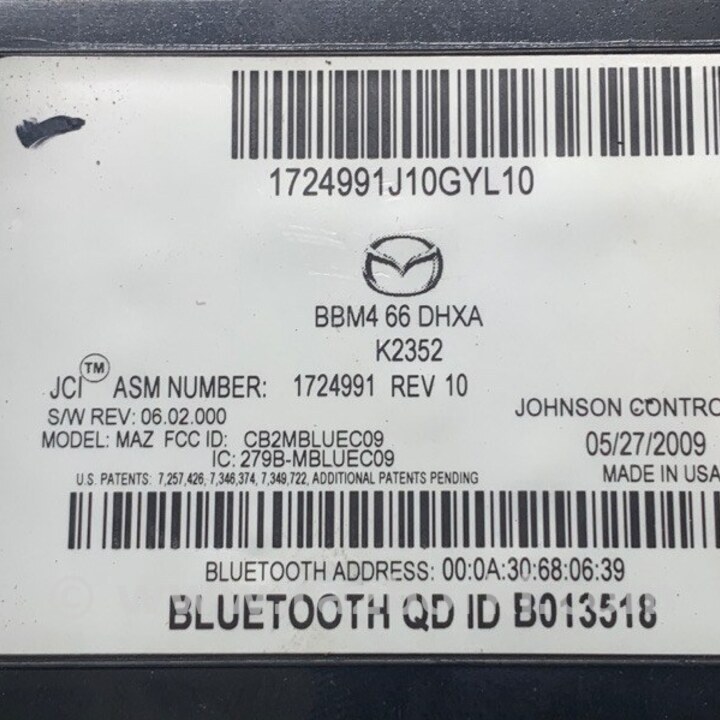 1724991J10GYL10
BBM4 66 DHXA
K2352
JCI™ ASM NUMBER: 1724991 REV 10
S/W REV: 06.02.000
JOHNSON CONTRO
MODEL: MAZ FCC ID: CB2MBLUEC09
05/27/2009
IC: 279B-MBLUEC09
MADE IN USA
U.S. PATENTS: 7,257,426, 7,346,374, 7,349,722, ADDITIONAL PATENTS PENDING
BLUETOOTH ADDRESS: 00:0A:30:68:06:39
BLUETOOTH QD ID B013518